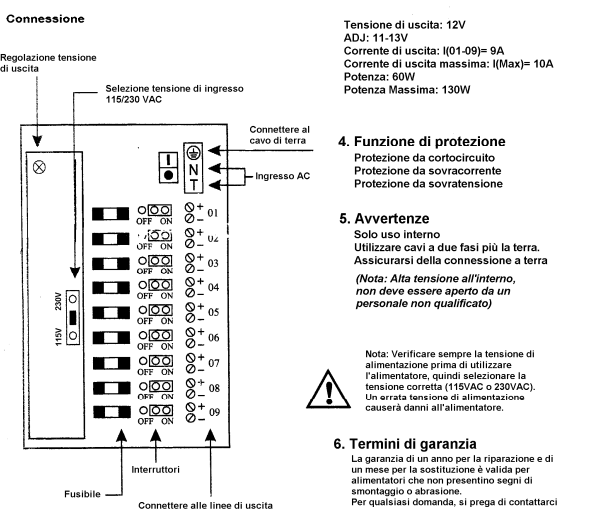 Connessione
Regolazione tensione
di uscita
Selezione tensione di ingresso
115/230 VAC
Connettere al
cavo di terra
Ingresso AC
I
N
T
230V
115V
OFF ON + 01 −
OFF ON + 02 −
OFF ON + 03 −
OFF ON + 04 −
OFF ON + 05 −
OFF ON + 06 −
OFF ON + 07 −
OFF ON + 08 −
OFF ON + 09 −
Interruttori
Fusibile
Connettere alle linee di uscita
Tensione di uscita: 12V
ADJ: 11-13V
Corrente di uscita: I(01-09)= 9A
Corrente di uscita massima: I(Max)= 10A
Potenza: 60W
Potenza Massima: 130W
4. Funzione di protezione
Protezione da cortocircuito
Protezione da sovracorrente
Protezione da sovratensione
5. Avvertenze
Solo uso interno
Utilizzare cavi a due fasi più la terra.
Assicurarsi della connessione a terra
(Nota: Alta tensione all'interno,
non deve essere aperto da un
personale non qualificato)
Nota: Verificare sempre la tensione di
alimentazione prima di utilizzare
l'alimentatore, quindi selezionare la
tensione corretta (115VAC o 230VAC).
Un errata tensione di alimentazione
causerà danni all'alimentatore.
6. Termini di garanzia
La garanzia di un anno per la riparazione e di
un mese per la sostituzione è valida per
alimentatori che non presentino segni di
smontaggio o abrasione.
Per qualsiasi domanda, si prega di contattarci